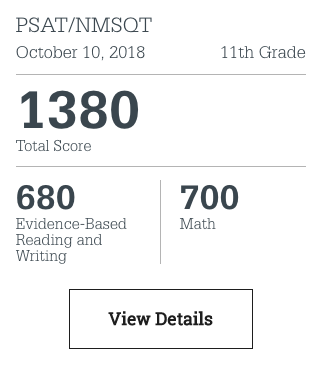 PSAT/NMSQT
October 10, 2018 11th Grade
1380
Total Score
680
Evidence-Based
Reading and
Writing
700
Math
View Details